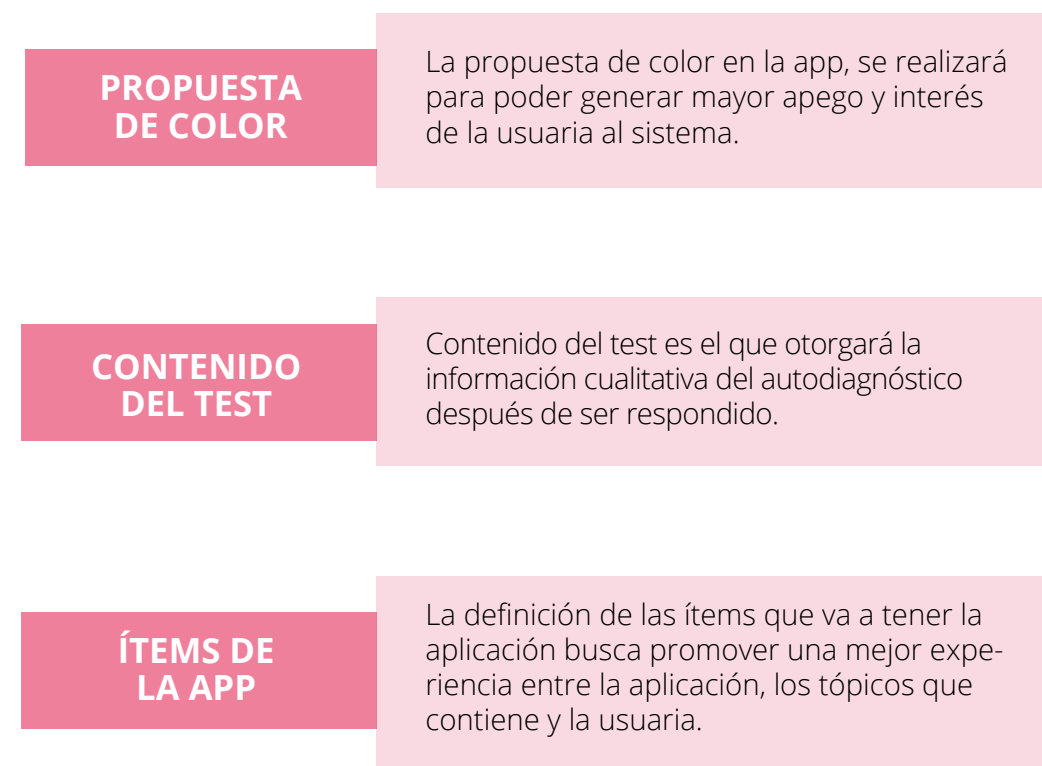 PROPUESTA
DE COLOR
La propuesta de color en la app, se realizará
para poder generar mayor apego y interés
de la usuaria al sistema.
CONTENIDO
DEL TEST
Contenido del test es el que otorgará la
información cualitativa del autodiagnóstico
después de ser respondido.
ÍTEMS DE
LA APP
La definición de las ítems que va a tener la
aplicación busca promover una mejor expe-
riencia entre la aplicación, los tópicos que
contiene y la usuaria.